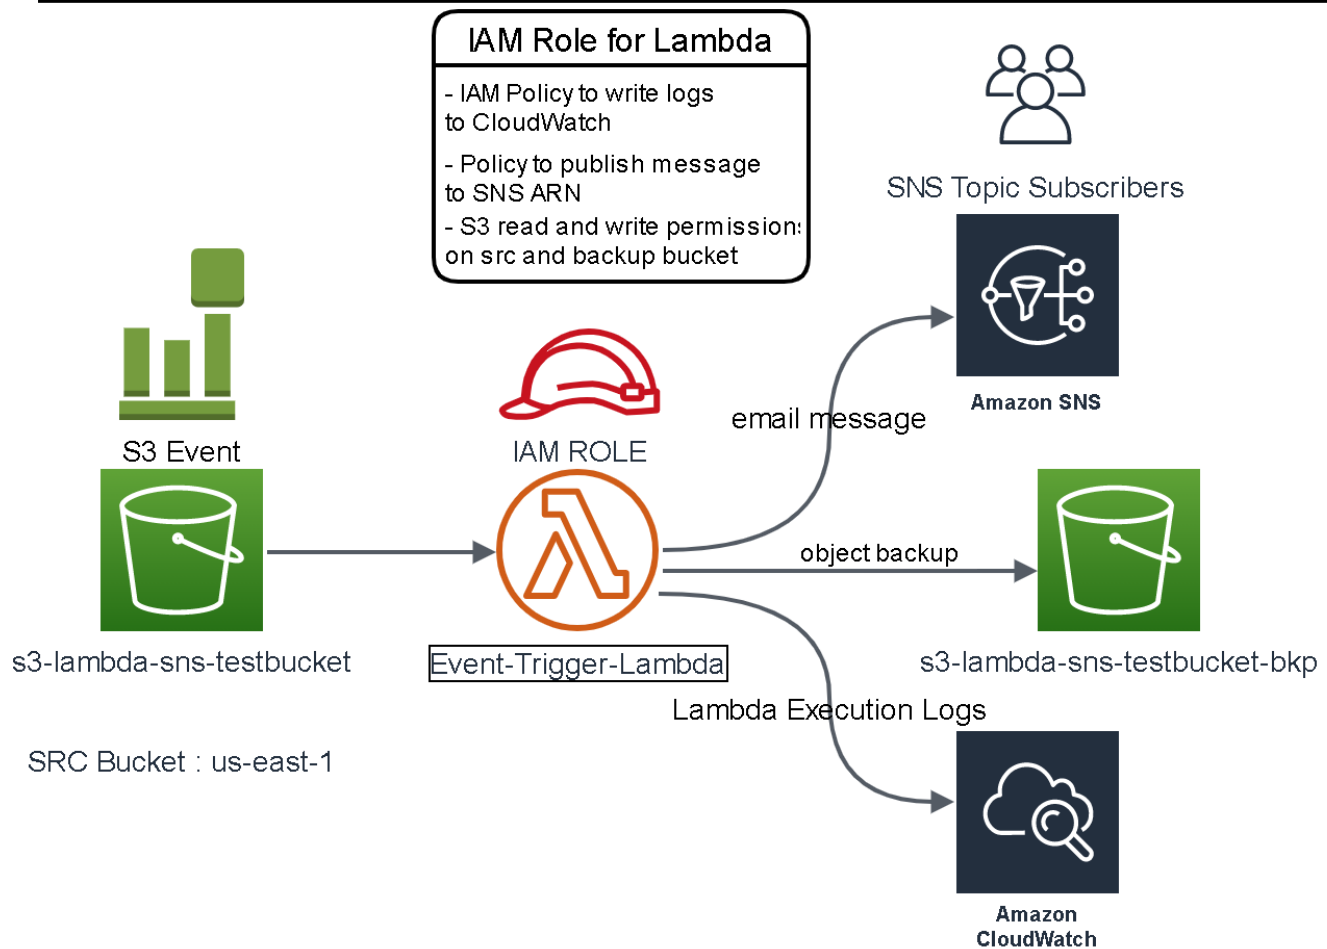 IAM Role for Lambda
- IAM Policy to write logs
to CloudWatch
- Policy to publish message
to SNS ARN
- S3 read and write permissions
on src and backup bucket
SNS Topic Subscribers
Amazon SNS
S3 Event
IAM ROLE
email message
object backup
s3-lambda-sns-testbucket
Event-Trigger-Lambda
s3-lambda-sns-testbucket-bkp
Lambda Execution Logs
SRC Bucket : us-east-1
Amazon
CloudWatch